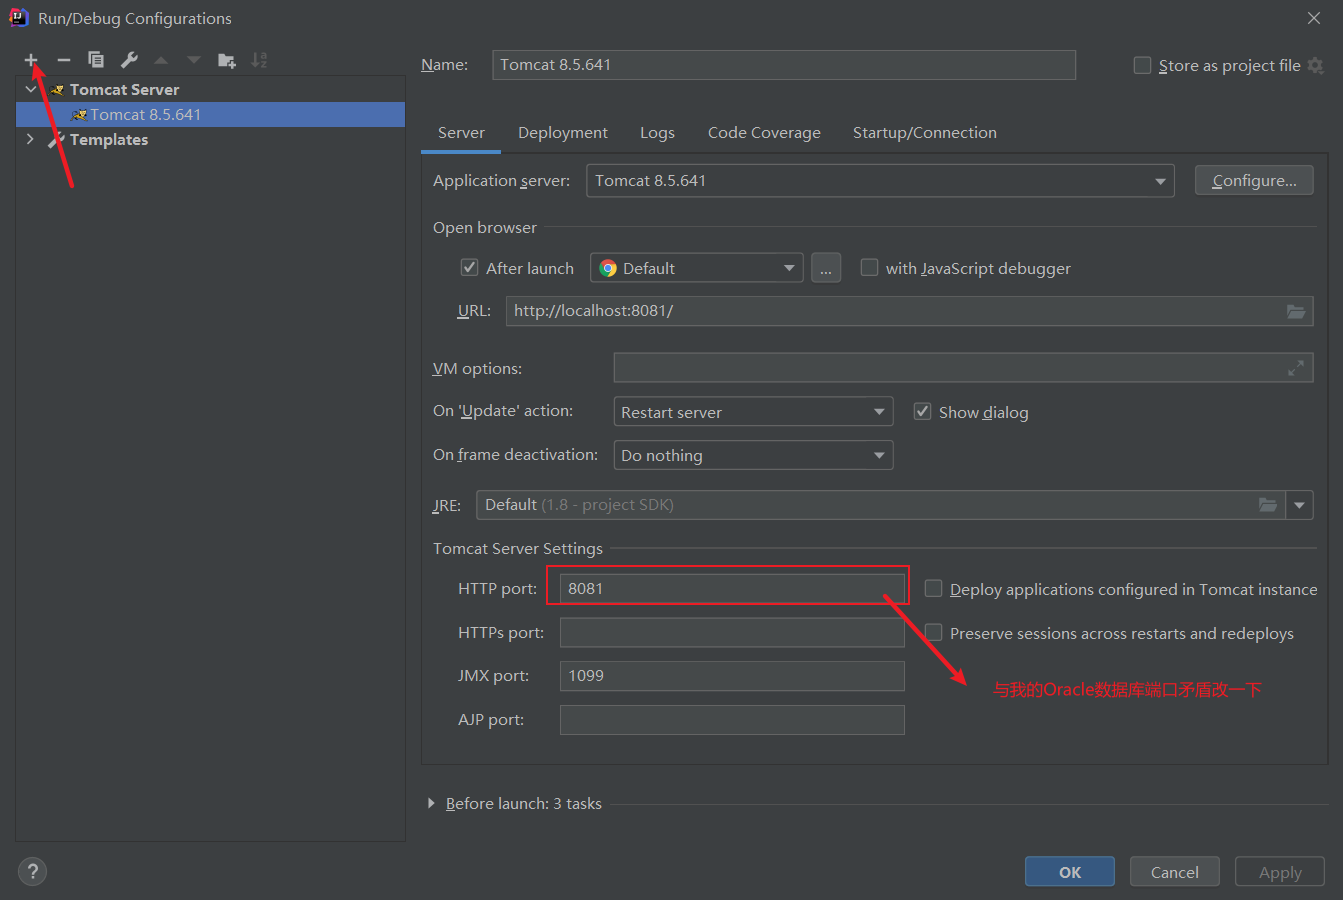 Run/Debug Configurations
Tomcat Server
Tomcat 8.5.641
Templates
Name: Tomcat 8.5.641 Store as project file
Server Deployment Logs Code Coverage Startup/Connection
Application server: Tomcat 8.5.641 Configure...
Open browser
After launch Default ... with JavaScript debugger
URL: http://localhost:8081/
VM options:
On 'Update' action: Restart server Show dialog
On frame deactivation: Do nothing
JRE: Default (1.8 - project SDK)
Tomcat Server Settings
HTTP port: 8081 Deploy applications configured in Tomcat instance
HTTPs port: Preserve sessions across restarts and redeploys
JMX port: 1099
与我的Oracle数据库端口矛盾改一下
AJP port:
Before launch: 3 tasks
? OK Cancel Apply